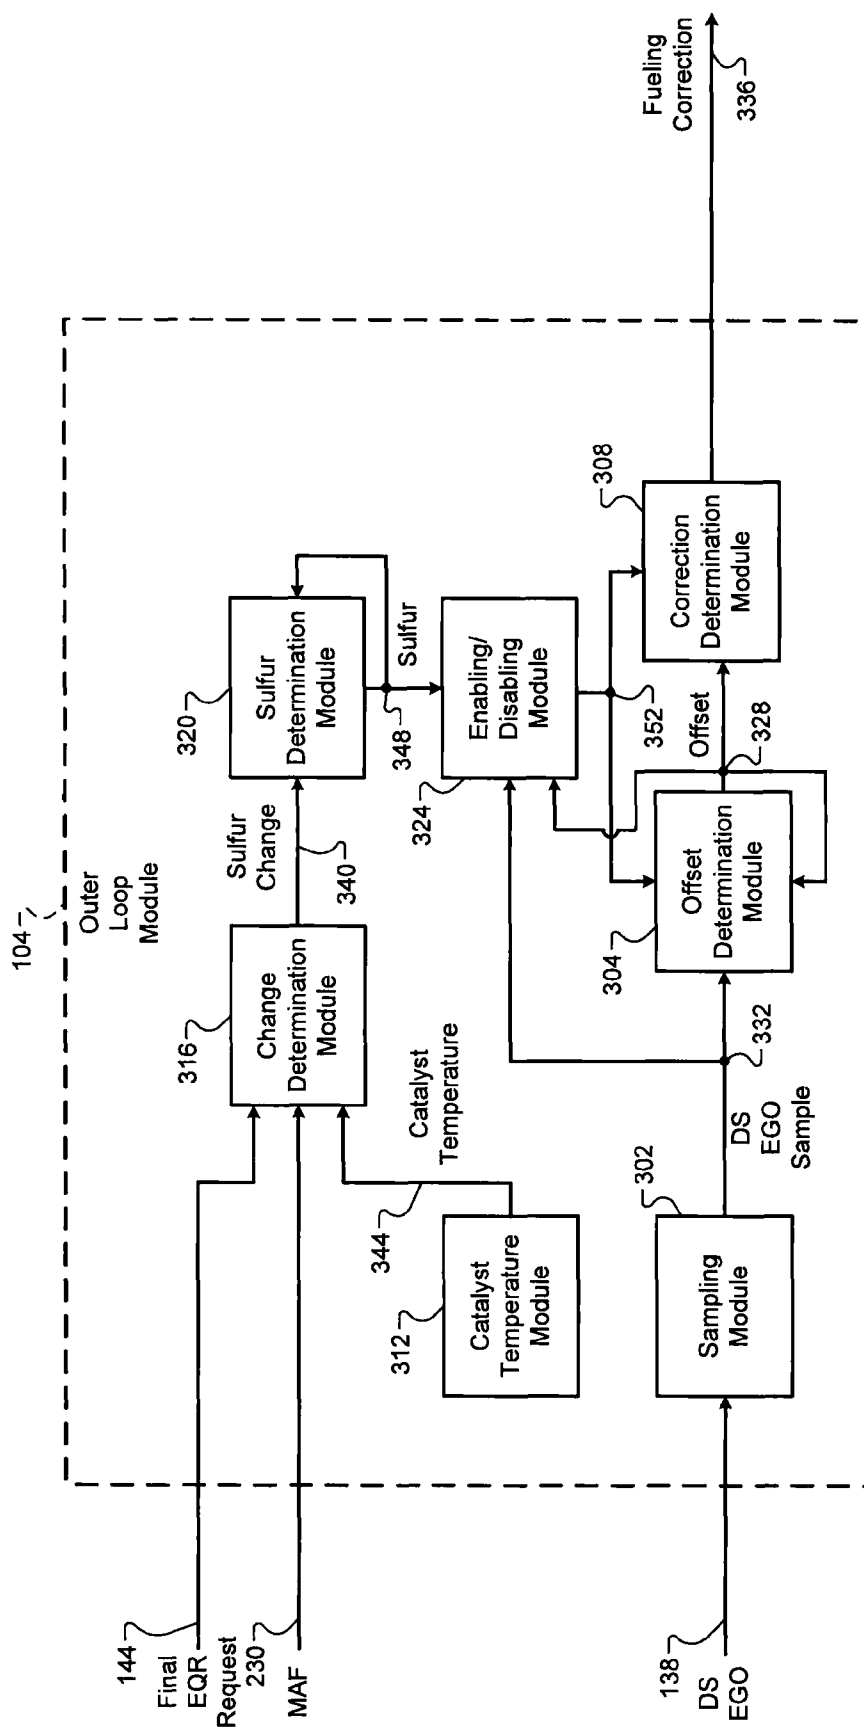 104
Outer
Loop
Module
144
Final
EQR
Request
230
MAF
316
Change
Determination
Module
Sulfur
Change
340
320
Sulfur
Determination
Module
348
Sulfur
Catalyst
Temperature
344
312
Catalyst
Temperature
Module
324
Enabling/
Disabling
Module
352
138
DS
EGO
302
Sampling
Module
DS
EGO
Sample
332
304
Offset
Determination
Module
Offset
328
308
Correction
Determination
Module
Fueling
Correction
336